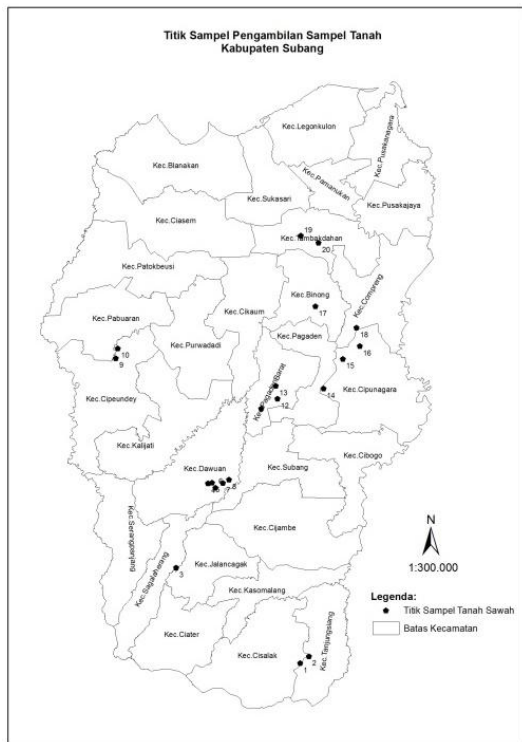 Titik Sampel Pengambilan Sampel Tanah
Kabupaten Subang
Kec.Legonkulon
Kec.Pusakanagara
Kec.Blanakan
Kec.Pamanukan
Kec.Sukasari
Kec.Pusakajaya
Kec.Ciasem
19
Kec.Tambakdahan
20
Kec.Patokbeusi
Kec.Compreng
Kec.Binong
Kec.Cikaum
17
Kec.Pabuaran
18
Kec.Pagaden
10
Kec.Purwadadi
16
9
15
13
14
Kec.Cipunagara
Kec.Cipeundey
12
Kec.Kalijati
Kec.Dawuan
Kec.Subang
Kec.Cibogo
7
8
Kec.Serangpanjang
Kec.Cijambe
N
Kec.Sagalaherang
3
Kec.Jalancagak
1:300.000
Kec.Kasomalang
Legenda:
Titik Sampel Tanah Sawah
Kec.Ciater
Kec.Tanjungsiang
Batas Kecamatan
Kec.Cisalak
2
1